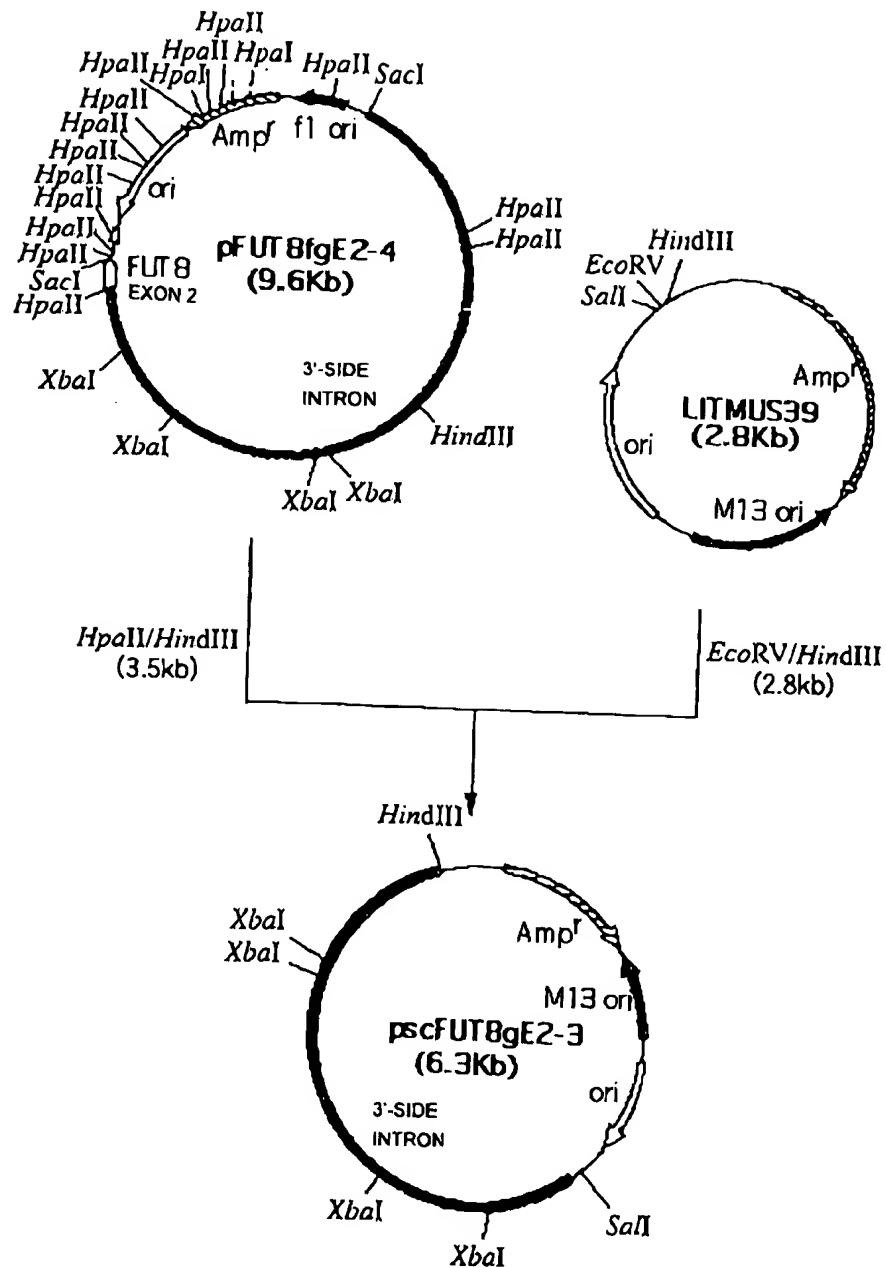 HpaII
HpaII HpaI
HpaII HpaI HpaII SacI
HpaII
HpaII
HpaII
HpaII
HpaII
HpaII
HpaII
SacI
HpaII
Ampr f1 ori
ori
FUT8
EXON 2
pFUT8fgE2-4
(9.6Kb)
HpaII
HpaII
3'-SIDE
INTRON
XbaI
XbaI
XbaI
XbaI
HindIII
HindIII
EcoRV
SalI
Ampr
LITMUS39
(2.8Kb)
ori
M13 ori
HpaII/HindIII
(3.5kb)
EcoRV/HindIII
(2.8kb)
HindIII
XbaI
XbaI
Ampr
M13 ori
pscFUT8gE2-3
(6.3Kb)
ori
3'-SIDE
INTRON
XbaI
XbaI
SalI